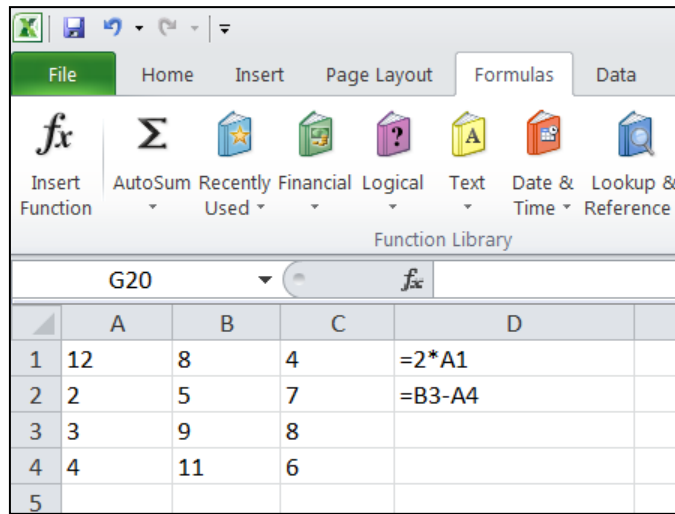 File Home Insert Page Layout Formulas Data
fx Σ ? A
Insert Function AutoSum Recently Used Financial Logical Text Date & Time Lookup & Reference
Function Library
G20 fx
A B C D
1 12 8 4 =2*A1
2 2 5 7 =B3-A4
3 3 9 8
4 4 11 6
5